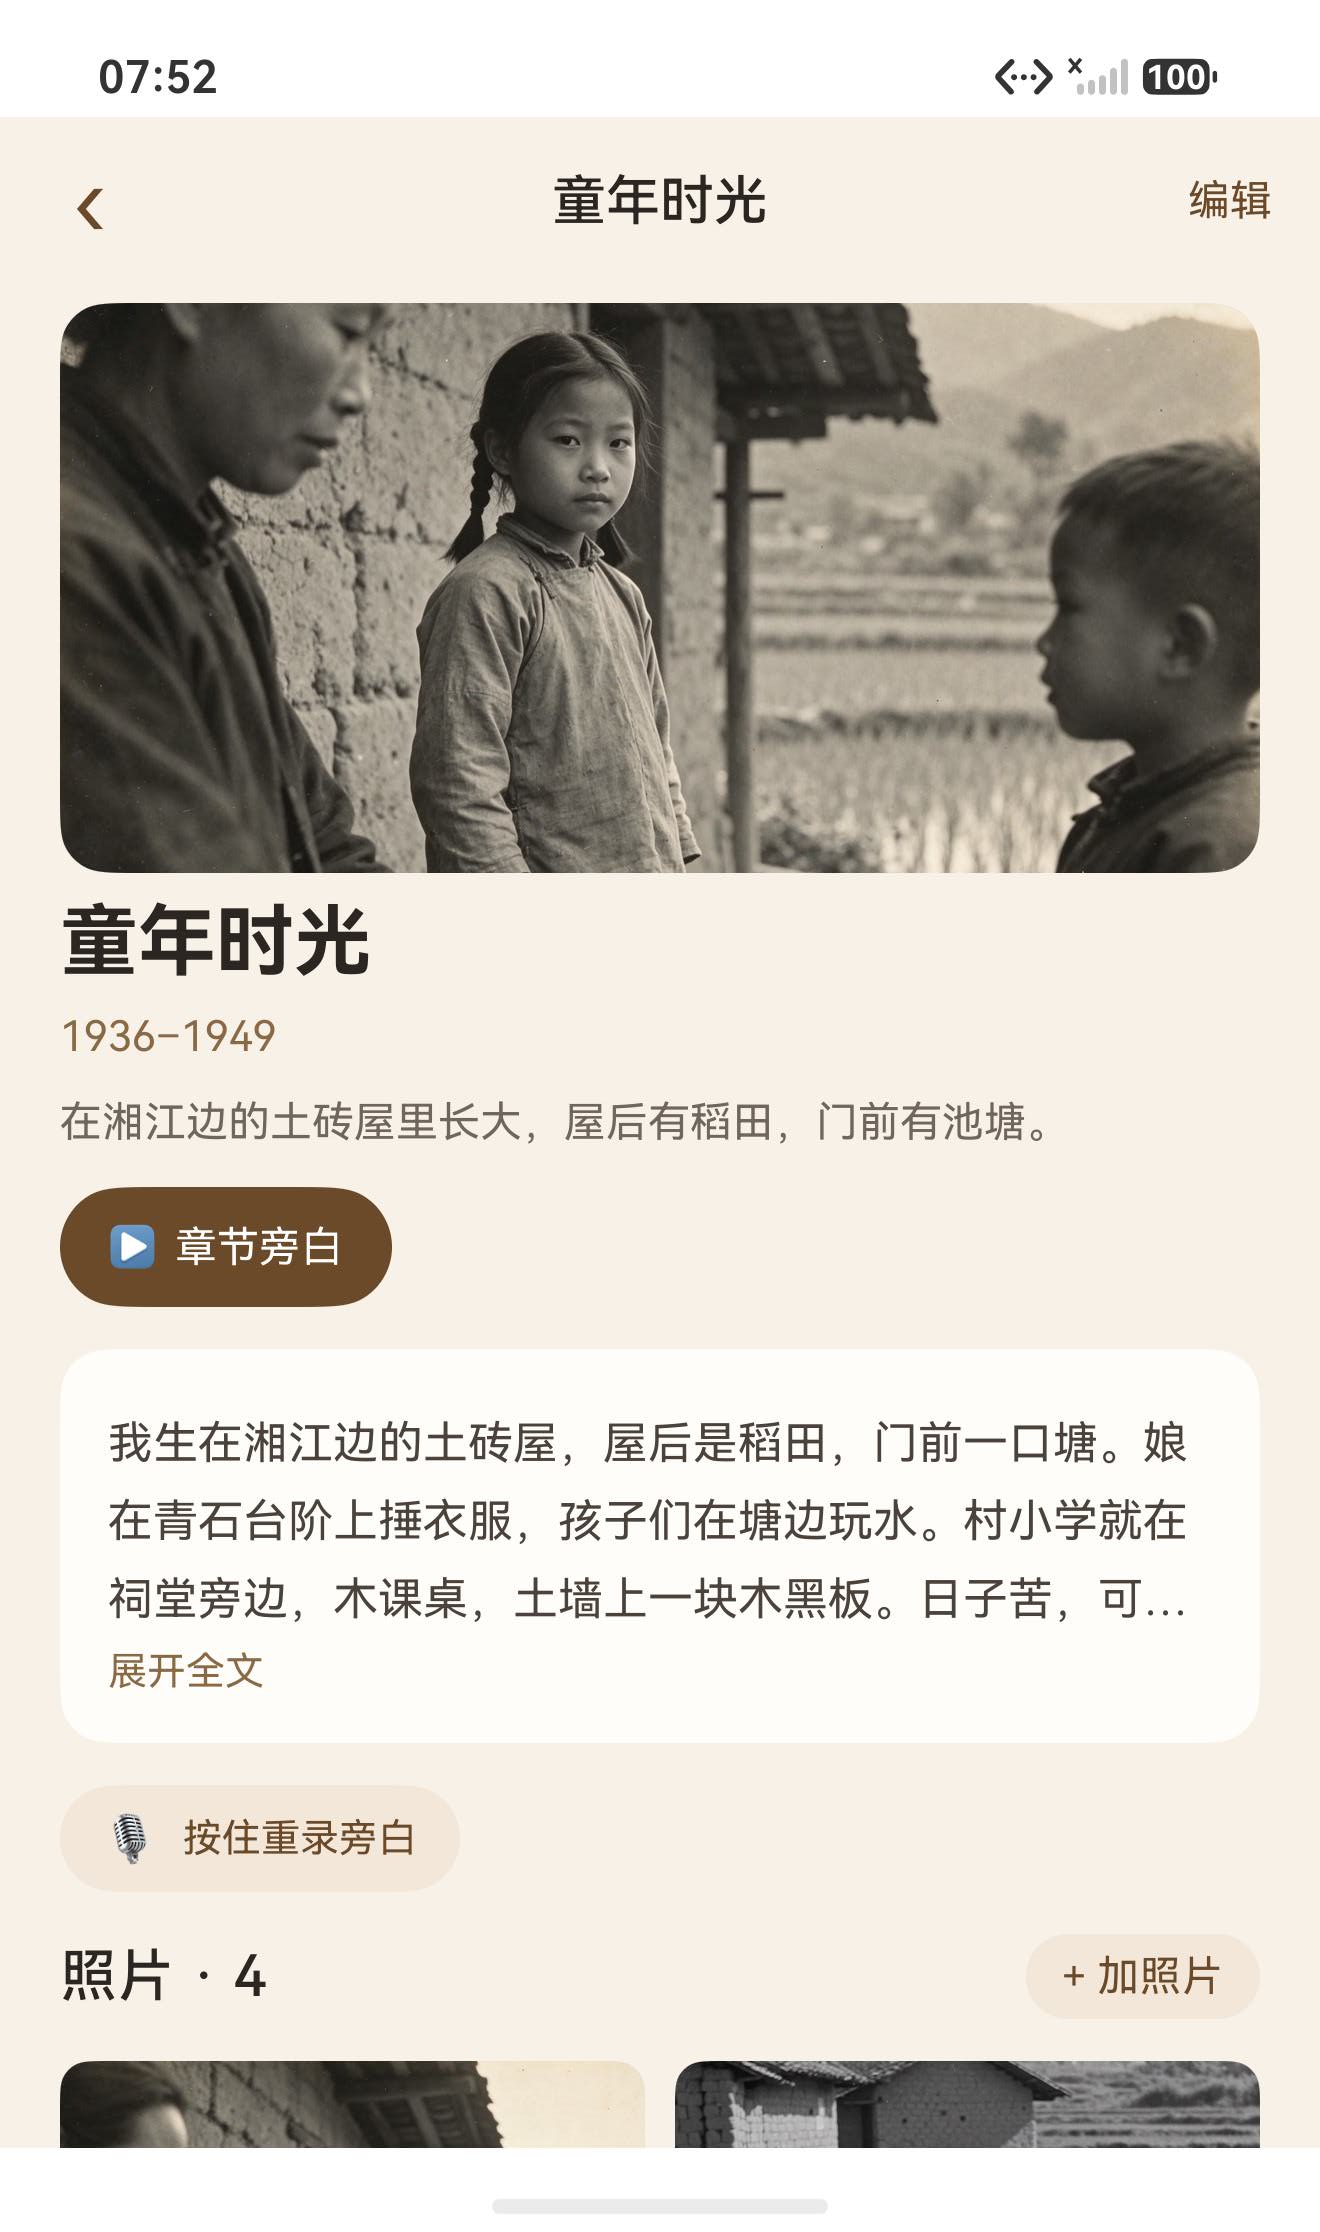 07:52
100
童年时光
编辑
童年时光
1936–1949
在湘江边的土砖屋里长大，屋后有稻田，门前有池塘。
章节旁白
我生在湘江边的土砖屋，屋后是稻田，门前一口塘。娘
在青石台阶上捶衣服，孩子们在塘边玩水。村小学就在
祠堂旁边，木课桌，土墙上一块木黑板。日子苦，可...
展开全文
按住重录旁白
照片 · 4
+ 加照片